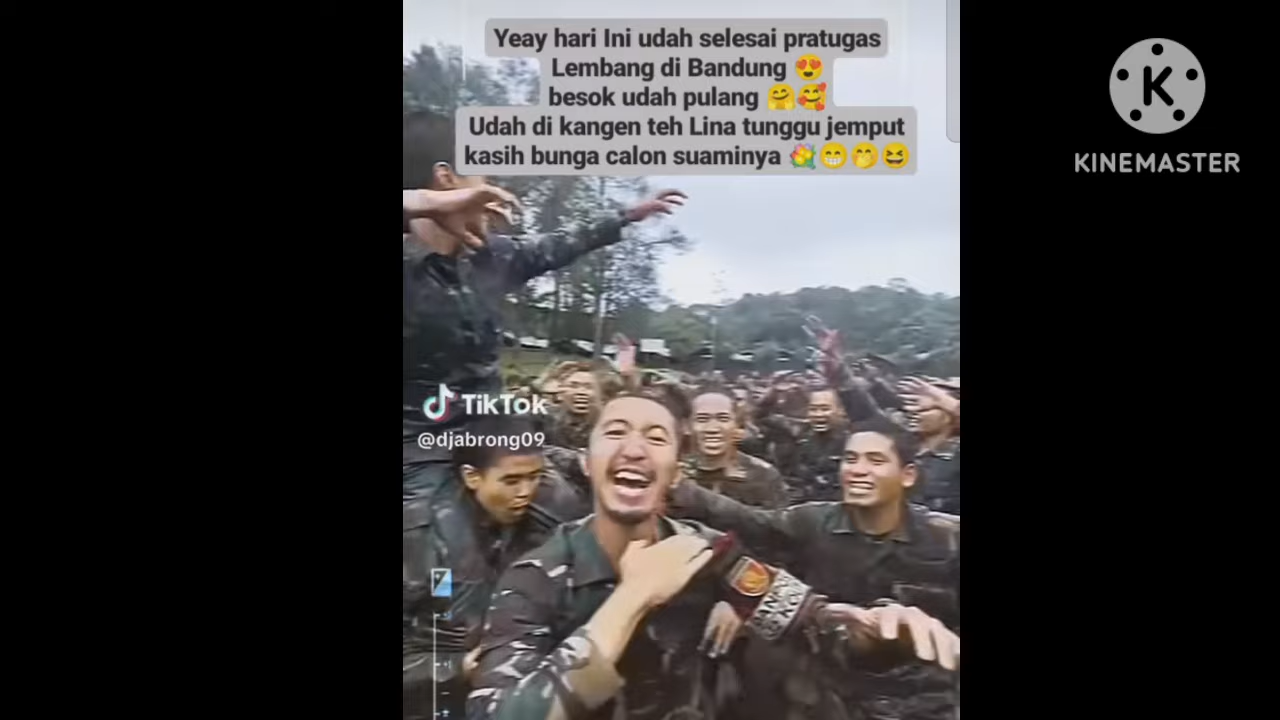 Yeay hari Ini udah selesai pratugas
Lembang di Bandung 😍
besok udah pulang 🤗🥰
Udah di kangen teh Lina tunggu jemput
kasih bunga calon suaminya 💐😁🤭😆
K
KINEMASTER
TikTok
@djabrong09